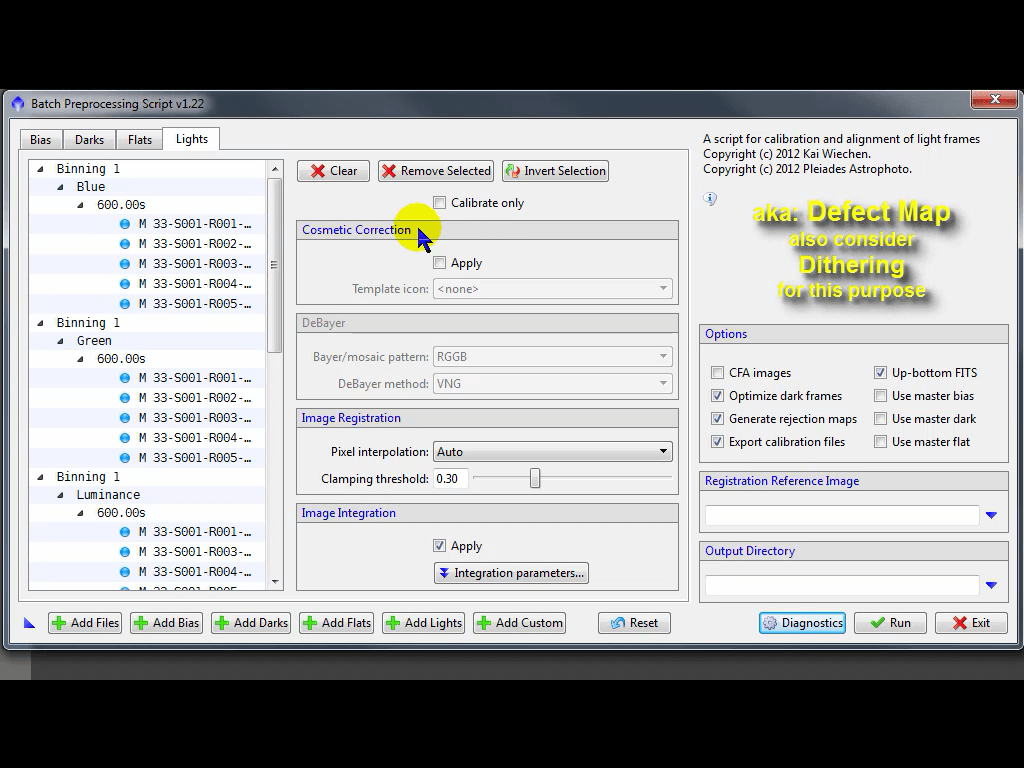 Batch Preprocessing Script v1.22
Bias
Darks
Flats
Lights
Binning 1
Blue
600.00s
M 33-S001-R001-...
M 33-S001-R002-...
M 33-S001-R003-...
M 33-S001-R004-...
M 33-S001-R005-...
Binning 1
Green
600.00s
M 33-S001-R001-...
M 33-S001-R002-...
M 33-S001-R003-...
M 33-S001-R004-...
M 33-S001-R005-...
Binning 1
Luminance
600.00s
M 33-S001-R001-...
M 33-S001-R003-...
M 33-S001-R004-...
Clear
Remove Selected
Invert Selection
Calibrate only
Cosmetic Correction
Apply
Template icon: <none>
DeBayer
Bayer/mosaic pattern: RGGB
DeBayer method: VNG
Image Registration
Pixel interpolation: Auto
Clamping threshold: 0.30
Image Integration
Apply
Integration parameters...
A script for calibration and alignment of light frames
Copyright (c) 2012 Kai Wiechen.
Copyright (c) 2012 Pleiades Astrophoto.
aka: Defect Map
also consider
Dithering
for this purpose
Options
CFA images
Up-bottom FITS
Optimize dark frames
Use master bias
Generate rejection maps
Use master dark
Export calibration files
Use master flat
Registration Reference Image
Output Directory
Add Files
Add Bias
Add Darks
Add Flats
Add Lights
Add Custom
Reset
Diagnostics
Run
Exit